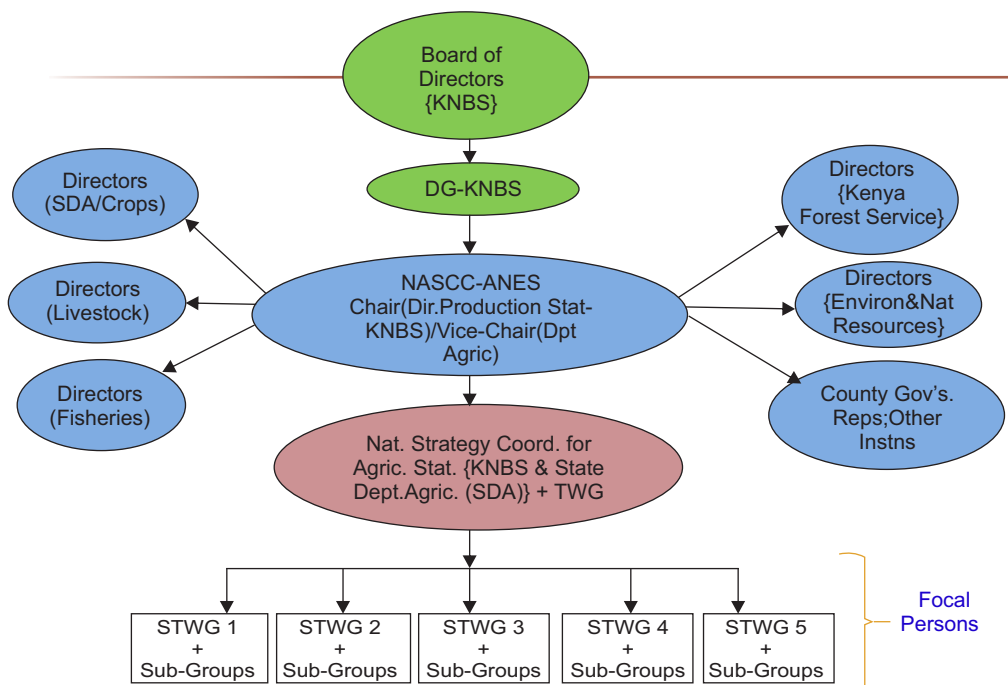 Board of
Directors
{KNBS}
DG-KNBS
Directors
(SDA/Crops)
Directors
{Kenya
Forest Service}
NASCC-ANES
Chair(Dir.Production Stat-
KNBS)/Vice-Chair(Dpt
Agric)
Directors
(Livestock)
Directors
{Environ&Nat
Resources}
Directors
(Fisheries)
County Gov's.
Reps;Other
Instns
Nat. Strategy Coord. for
Agric. Stat. {KNBS & State
Dept.Agric. (SDA)} + TWG
STWG 1
+
Sub-Groups
STWG 2
+
Sub-Groups
STWG 3
+
Sub-Groups
STWG 4
+
Sub-Groups
STWG 5
+
Sub-Groups
Focal
Persons